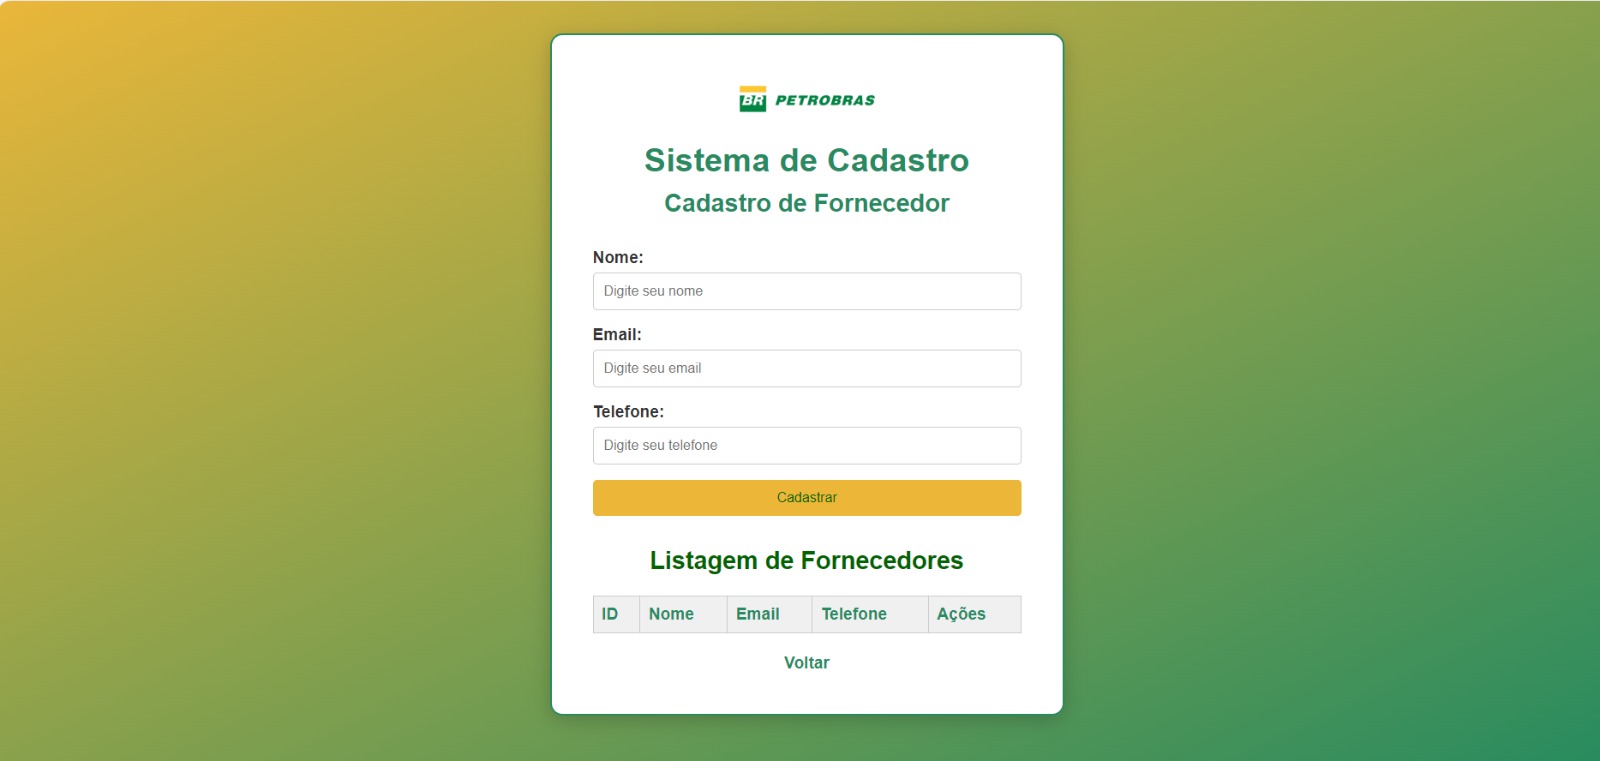 BR PETROBRAS
Sistema de Cadastro
Cadastro de Fornecedor
Nome:
Digite seu nome
Email:
Digite seu email
Telefone:
Digite seu telefone
Cadastrar
Listagem de Fornecedores
ID Nome Email Telefone Ações
Voltar